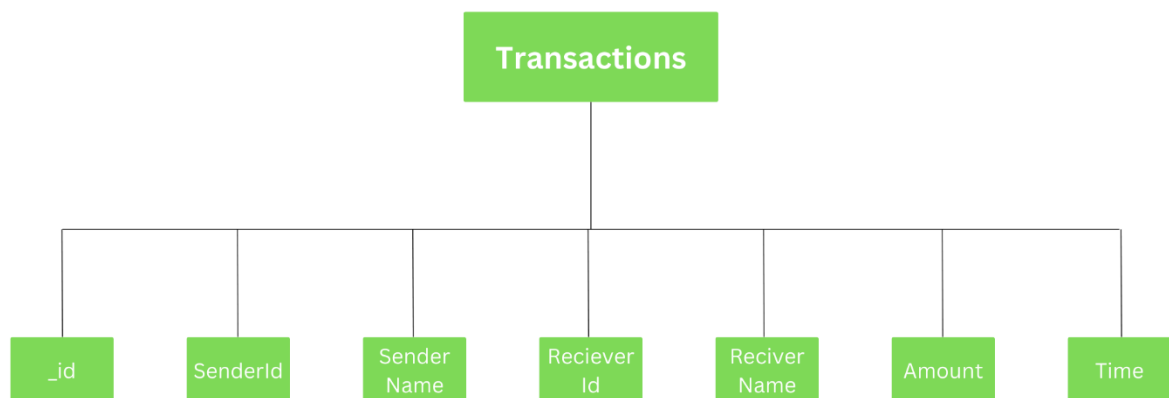 Transactions
_id
SenderId
Sender
Name
Reciever
Id
Reciver
Name
Amount
Time